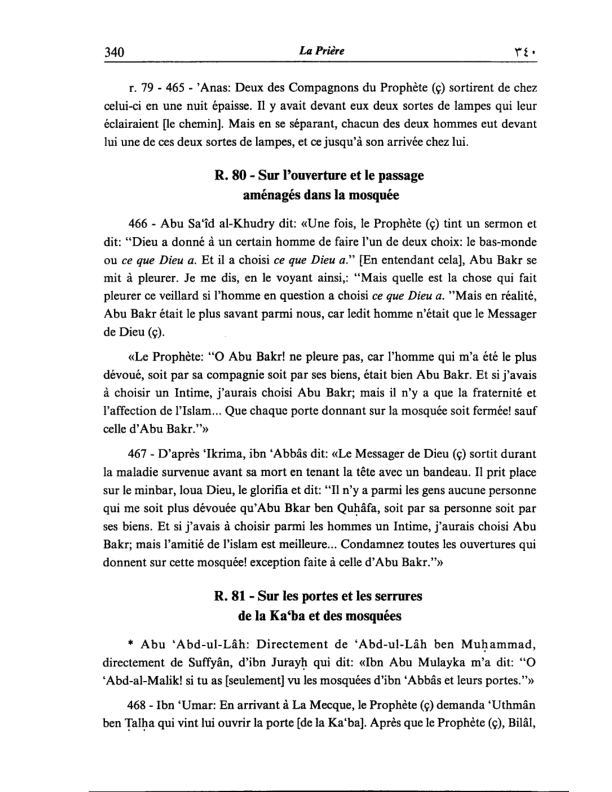 340 La Prière ٣٤٠
r. 79 - 465 - ’Anas: Deux des Compagnons du Prophète (ç) sortirent de chez
celui-ci en une nuit épaisse. Il y avait devant eux deux sortes de lampes qui leur
éclairaient [le chemin]. Mais en se séparant, chacun des deux hommes eut devant
lui une de ces deux sortes de lampes, et ce jusqu’à son arrivée chez lui.
R. 80 - Sur l’ouverture et le passage
aménagés dans la mosquée
466 - Abu Sa‘îd al-Khudry dit: «Une fois, le Prophète (ç) tint un sermon et
dit: “Dieu a donné à un certain homme de faire l’un de deux choix: le bas-monde
ou ce que Dieu a. Et il a choisi ce que Dieu a.” [En entendant cela], Abu Bakr se
mit à pleurer. Je me dis, en le voyant ainsi,: “Mais quelle est la chose qui fait
pleurer ce veillard si l’homme en question a choisi ce que Dieu a. ”Mais en réalité,
Abu Bakr était le plus savant parmi nous, car ledit homme n’était que le Messager
de Dieu (ç).
«Le Prophète: “O Abu Bakr! ne pleure pas, car l’homme qui m’a été le plus
dévoué, soit par sa compagnie soit par ses biens, était bien Abu Bakr. Et si j’avais
à choisir un Intime, j’aurais choisi Abu Bakr; mais il n’y a que la fraternité et
l’affection de l’Islam... Que chaque porte donnant sur la mosquée soit fermée! sauf
celle d’Abu Bakr.”»
467 - D’après ‘Ikrima, ibn ‘Abbâs dit: «Le Messager de Dieu (ç) sortit durant
la maladie survenue avant sa mort en tenant la tête avec un bandeau. Il prit place
sur le minbar, loua Dieu, le glorifia et dit: “Il n’y a parmi les gens aucune personne
qui me soit plus dévouée qu’Abu Bkar ben Quḥâfa, soit par sa personne soit par
ses biens. Et si j’avais à choisir parmi les hommes un Intime, j’aurais choisi Abu
Bakr; mais l’amitié de l’islam est meilleure... Condamnez toutes les ouvertures qui
donnent sur cette mosquée! exception faite à celle d’Abu Bakr.”»
R. 81 - Sur les portes et les serrures
de la Ka‘ba et des mosquées
* Abu ‘Abd-ul-Lâh: Directement de ‘Abd-ul-Lâh ben Muḥammad,
directement de Suffyân, d’ibn Jurayḥ qui dit: «Ibn Abu Mulayka m’a dit: “O
‘Abd-al-Malik! si tu as [seulement] vu les mosquées d’ibn ‘Abbâs et leurs portes.”»
468 - Ibn ‘Umar: En arrivant à La Mecque, le Prophète (ç) demanda ‘Uthmân
ben Ṭalḥa qui vint lui ouvrir la porte [de la Ka‘ba]. Après que le Prophète (ç), Bilâl,